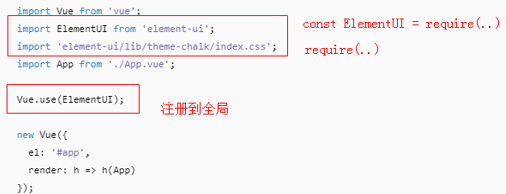 import Vue from 'vue';
import ElementUI from 'element-ui';
import 'element-ui/lib/theme-chalk/index.css';
import App from './App.vue';
const ElementUI = require(..)
require(..)
Vue.use(ElementUI);
注册到全局
new Vue({
el: '#app',
render: h => h(App)
});